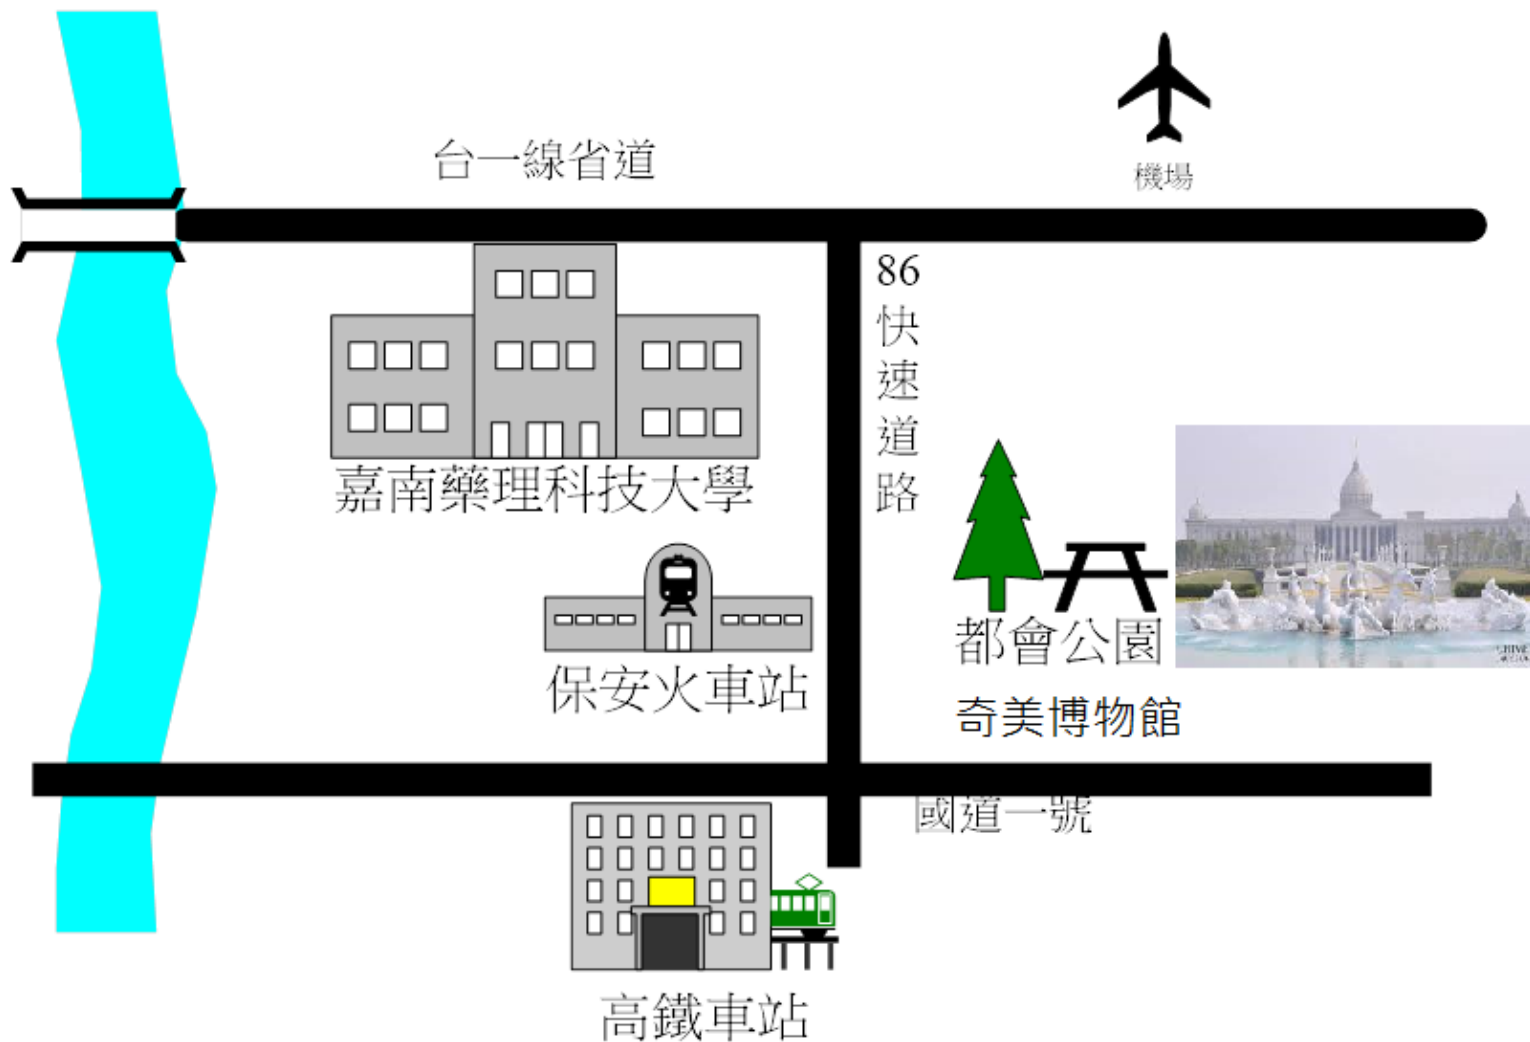 台一線省道
機場
86
快
速
道
路
嘉南藥理科技大學
都會公園
保安火車站
奇美博物館
國道一號
高鐵車站